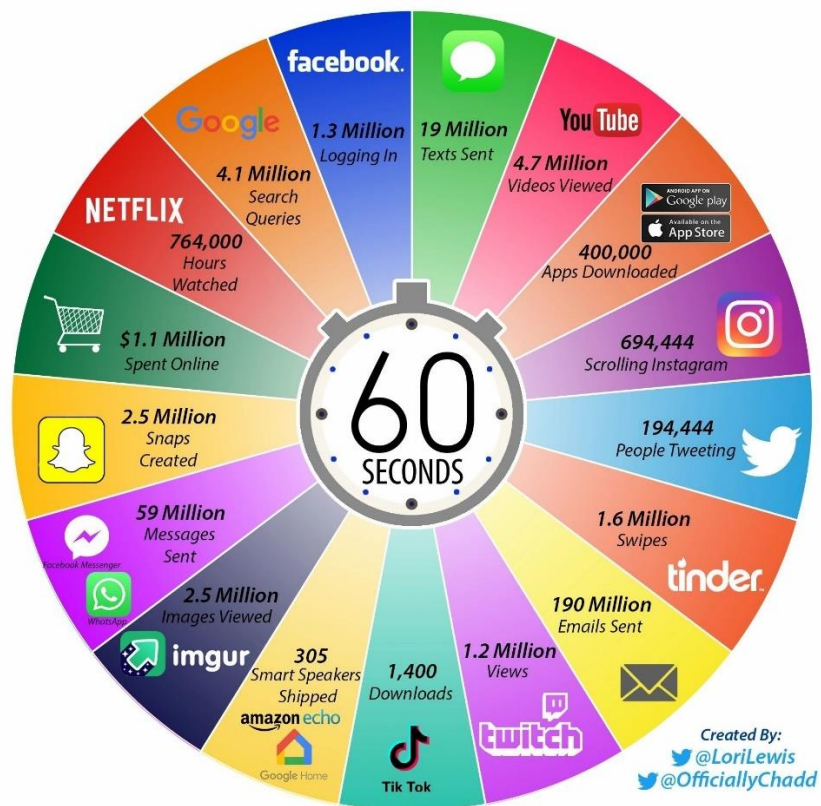 facebook.
1.3 Million
Logging In
19 Million
Texts Sent
YouTube
4.7 Million
Videos Viewed
ANDROID APP ON
Google play
Available on the
App Store
400,000
Apps Downloaded
694,444
Scrolling Instagram
194,444
People Tweeting
1.6 Million
Swipes
tinder
190 Million
Emails Sent
1.2 Million
Views
twitch
1,400
Downloads
Tik Tok
305
Smart Speakers
Shipped
amazon echo
Google Home
2.5 Million
Images Viewed
imgur
59 Million
Messages
Sent
Facebook Messenger
WhatsApp
2.5 Million
Snaps
Created
$1.1 Million
Spent Online
NETFLIX
764,000
Hours
Watched
Google
4.1 Million
Search
Queries
60
SECONDS
Created By:
@LoriLewis
@OfficiallyChadd